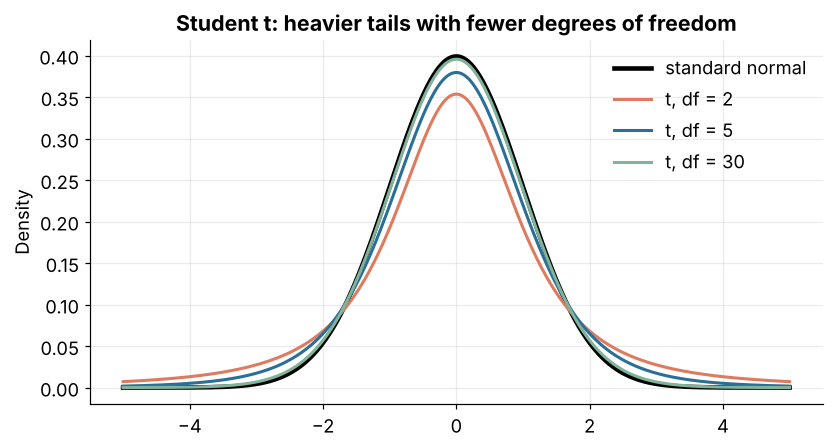 Student t: heavier tails with fewer degrees of freedom
standard normal
t, df = 2
t, df = 5
t, df = 30
Density
0.40
0.35
0.30
0.25
0.20
0.15
0.10
0.05
0.00
−4 −2 0 2 4